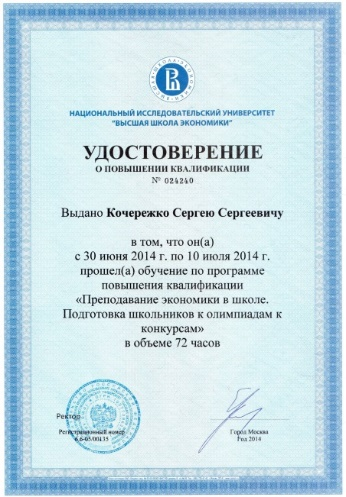 НАЦИОНАЛЬНЫЙ ИССЛЕДОВАТЕЛЬСКИЙ УНИВЕРСИТЕТ
"ВЫСШАЯ ШКОЛА ЭКОНОМИКИ"
УДОСТОВЕРЕНИЕ
О ПОВЫШЕНИИ КВАЛИФИКАЦИИ
№ 024240
Выдано Кочережко Сергею Сергеевичу
в том, что он(а)
с 30 июня 2014 г. по 10 июля 2014 г.
прошел(а) обучение по программе
повышения квалификации
«Преподавание экономики в школе.
Подготовка школьников к олимпиадам к
конкурсам»
в объеме 72 часов
Ректор
Регистрационный номер
Город Москва
Год 2014